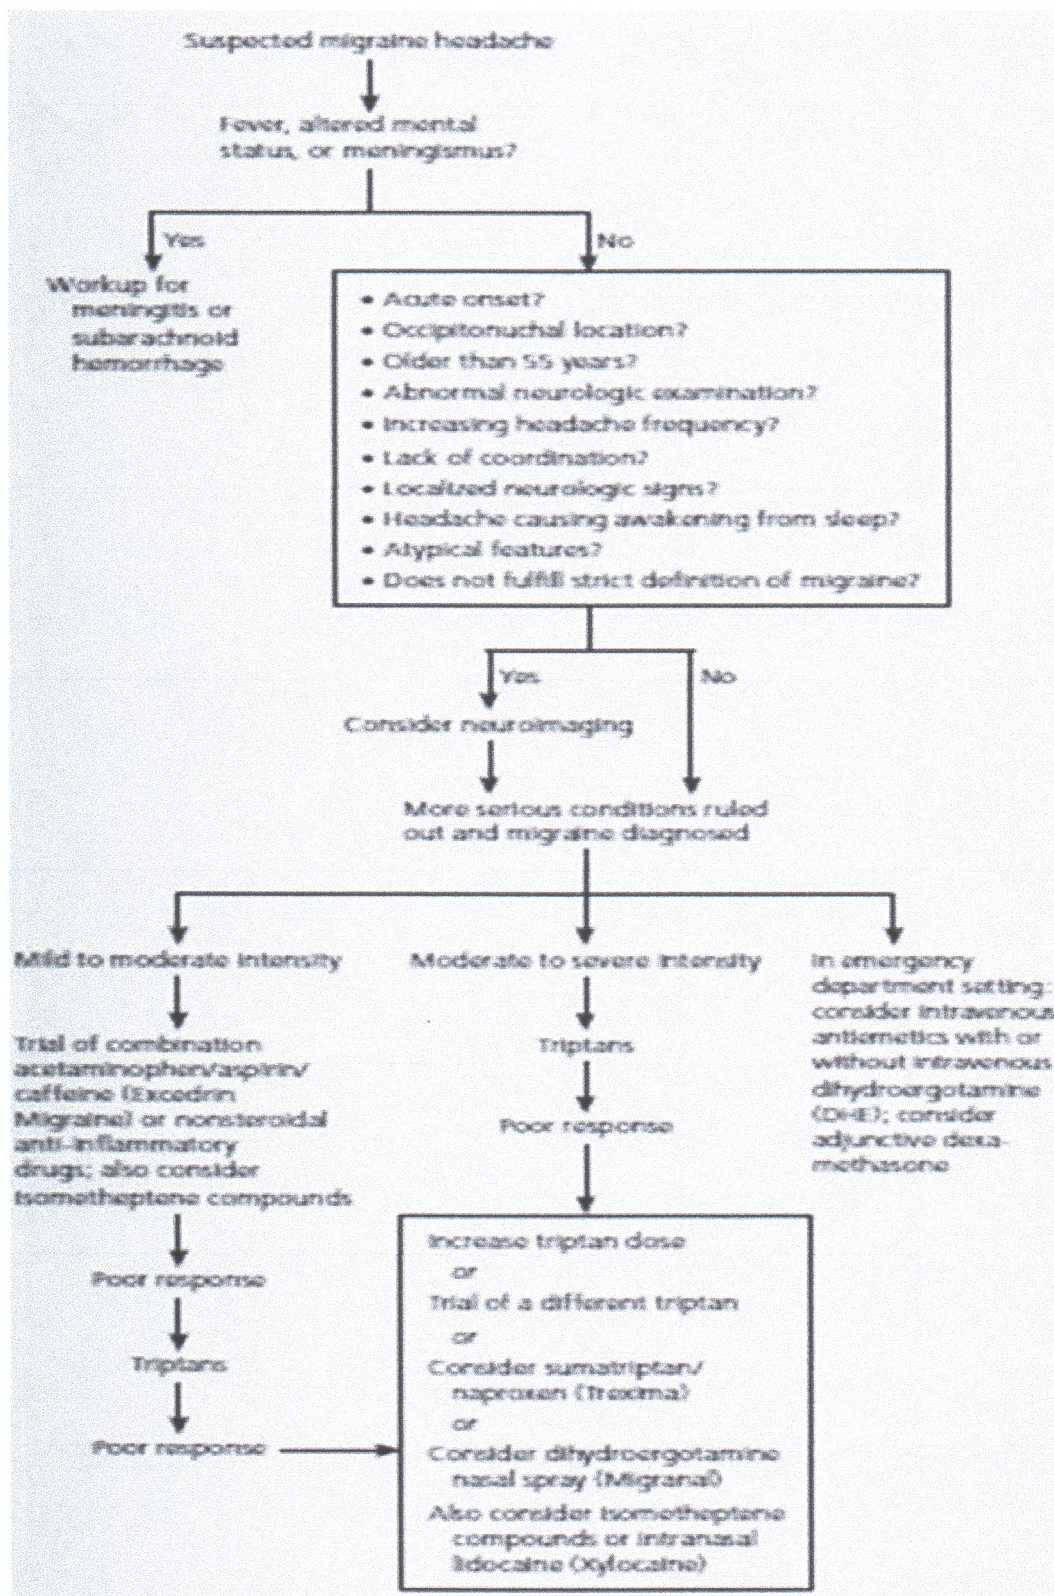 Suspected migraine headache
Fever, altered mental
status, or meningismus?
Yes
No
Workup for
meningitis or
subarachnoid
hemorrhage
• Acute onset?
• Occipitonuchal location?
• Older than 55 years?
• Abnormal neurologic examination?
• Increasing headache frequency?
• Lack of coordination?
• Localized neurologic signs?
• Headache causing awakening from sleep?
• Atypical features?
• Does not fulfill strict definition of migraine?
Yes
No
Consider neuroimaging
More serious conditions ruled
out and migraine diagnosed
Mild to moderate intensity
Trial of combination
acetaminophen/aspirin/
caffeine (Excedrin
Migraine) or nonsteroidal
anti-inflammatory
drugs; also consider
isometheptene compounds
Poor response
Triptans
Poor response
Moderate to severe intensity
Triptans
Poor response
Increase triptan dose
or
Trial of a different triptan
or
Consider sumatriptan/
naproxen (Trexima)
or
Consider dihydroergotamine
nasal spray (Migranal)
Also consider isometheptene
compounds or intranasal
lidocaine (Xylocaine)
In emergency
department setting:
consider intravenous
antiemetics with or
without intravenous
dihydroergotamine
(DHE); consider
adjunctive dexa-
methasone